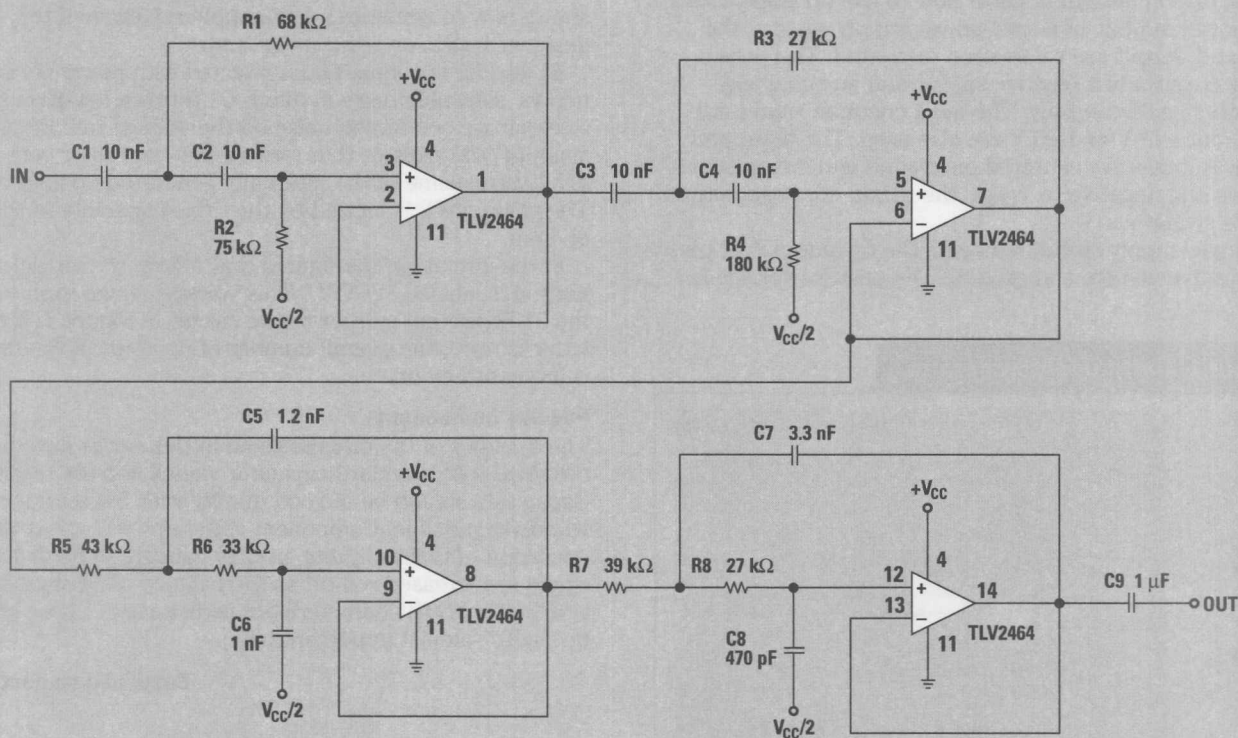 R1 68 kΩ
+VCC
C1 10 nF
C2 10 nF
IN
3
+
2
−
4
1
TLV2464
11
R2
75 kΩ
VCC/2
R3 27 kΩ
+VCC
C3 10 nF
C4 10 nF
5
+
6
−
4
7
TLV2464
11
R4
180 kΩ
VCC/2
C5 1.2 nF
+VCC
R5 43 kΩ
R6 33 kΩ
10
+
9
−
4
8
TLV2464
11
C6
1 nF
VCC/2
C7 3.3 nF
+VCC
R7 39 kΩ
R8 27 kΩ
12
+
13
−
4
14
TLV2464
11
C8
470 pF
VCC/2
C9 1 µF
OUT